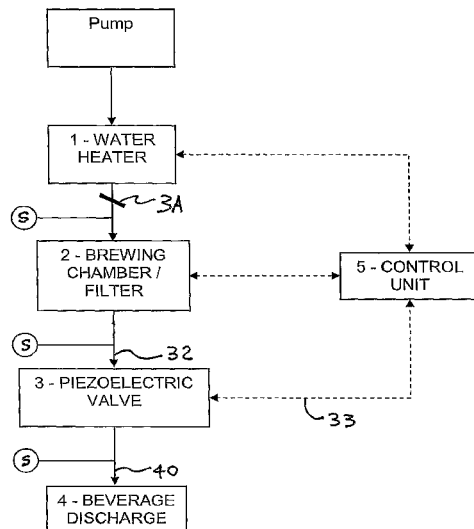 Pump
1 - WATER
HEATER
3A
S
2 - BREWING
CHAMBER /
FILTER
5 - CONTROL
UNIT
S
32
3 - PIEZOELECTRIC
VALVE
33
S
40
4 - BEVERAGE
DISCHARGE